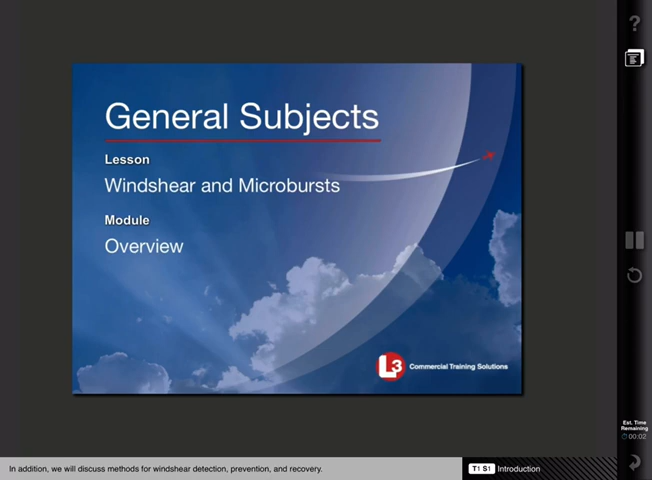 ?
General Subjects
Lesson
Windshear and Microbursts
Module
Overview
L3 Commercial Training Solutions
Est. Time
Remaining
00:02
In addition, we will discuss methods for windshear detection, prevention, and recovery.
T1 S1 Introduction